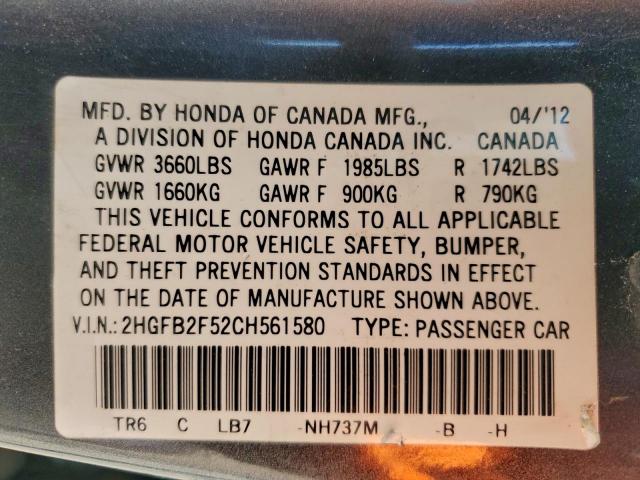 MFD. BY HONDA OF CANADA MFG., 04/'12
A DIVISION OF HONDA CANADA INC. CANADA
GVWR 3660LBS GAWR F 1985LBS R 1742LBS
GVWR 1660KG GAWR F 900KG R 790KG
THIS VEHICLE CONFORMS TO ALL APPLICABLE
FEDERAL MOTOR VEHICLE SAFETY, BUMPER,
AND THEFT PREVENTION STANDARDS IN EFFECT
ON THE DATE OF MANUFACTURE SHOWN ABOVE.
V.I.N.: 2HGFB2F52CH561580 TYPE: PASSENGER CAR
TR6 C LB7 -NH737M -B -H